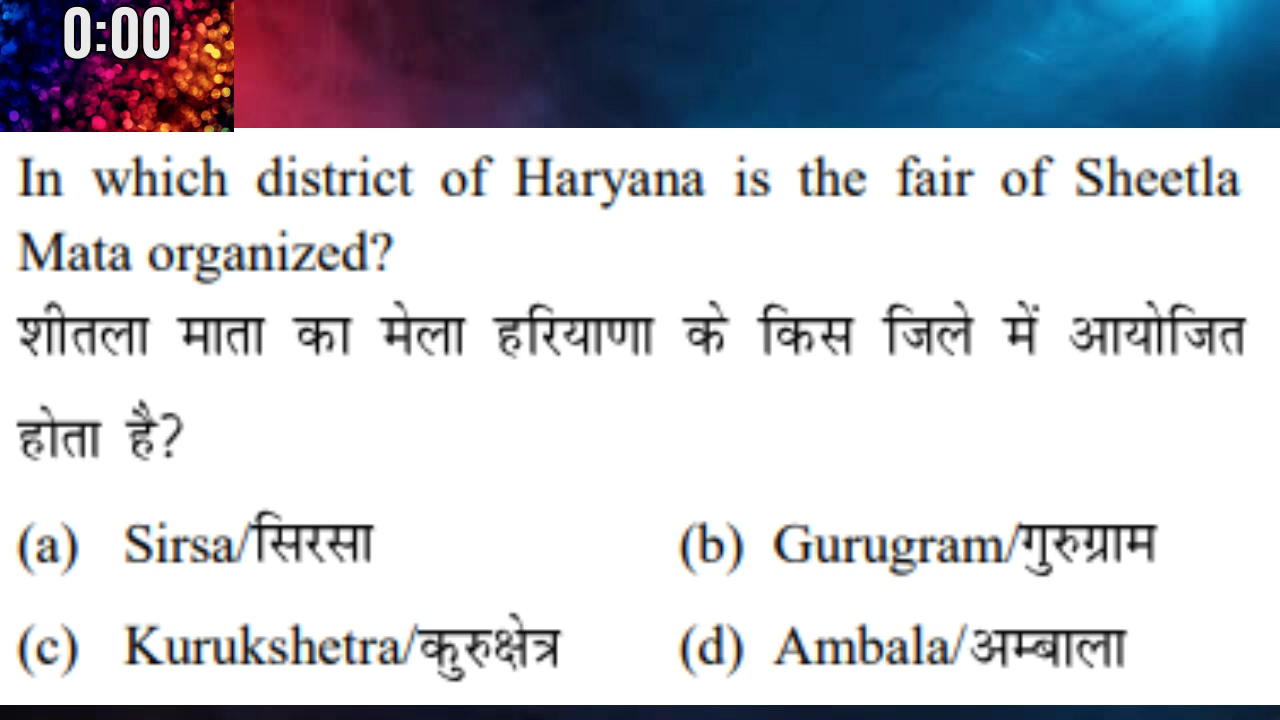 0:00
In which district of Haryana is the fair of Sheetla
Mata organized?
शीतला माता का मेला हरियाणा के किस जिले में आयोजित
होता है?
(a) Sirsa/सिरसा (b) Gurugram/गुरुग्राम
(c) Kurukshetra/कुरुक्षेत्र (d) Ambala/अम्बाला